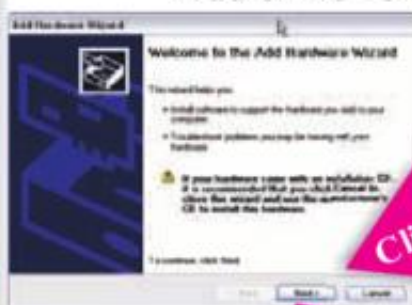 Add Hardware Wizard
Welcome to the Add Hardware Wizard
This wizard helps you:
• Install software to support the hardware you add to your
computer.
• Troubleshoot problems you may be having with your
hardware.
If your hardware came with an installation CD,
it is recommended that you click Cancel to
close this wizard and use the manufacturer's
CD to install this hardware.
To continue, click Next.
Next > Cancel
Cli